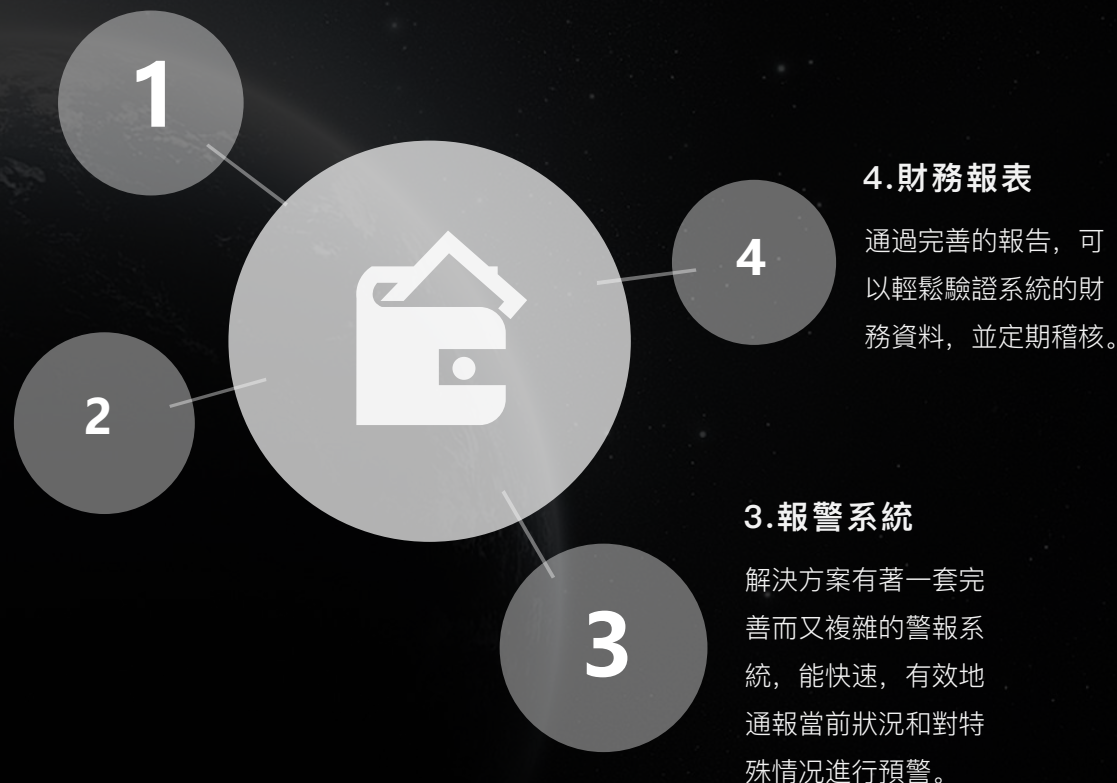 1
2
3
4
4.財務報表
通過完善的報告，可
以輕鬆驗證系統的財
務資料，並定期稽核。
3.報警系統
解決方案有著一套完
善而又複雜的警報系
統，能快速，有效地
通報當前狀況和對特
殊情況進行預警。